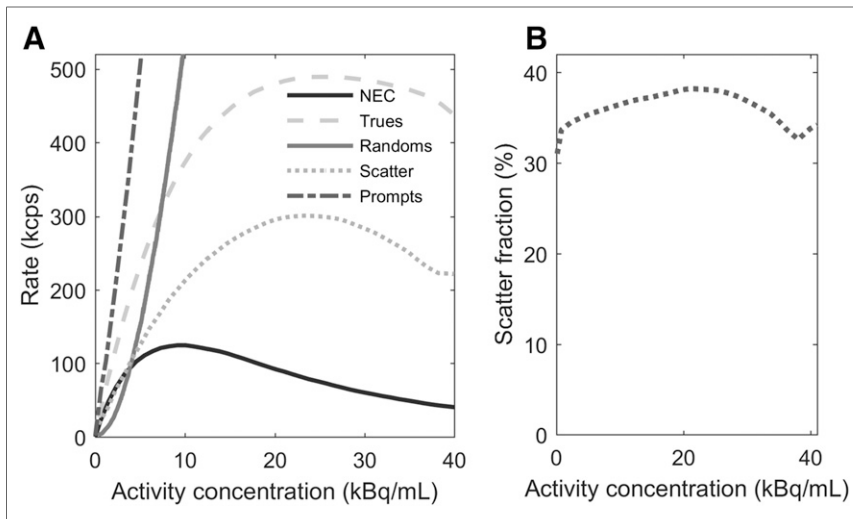 A
Rate (kcps)
500
400
300
200
100
0
NEC
Trues
Randoms
Scatter
Prompts
0 10 20 30 40
Activity concentration (kBq/mL)
B
Scatter fraction (%)
40
30
20
10
0
0 20 40
Activity concentration (kBq/mL)